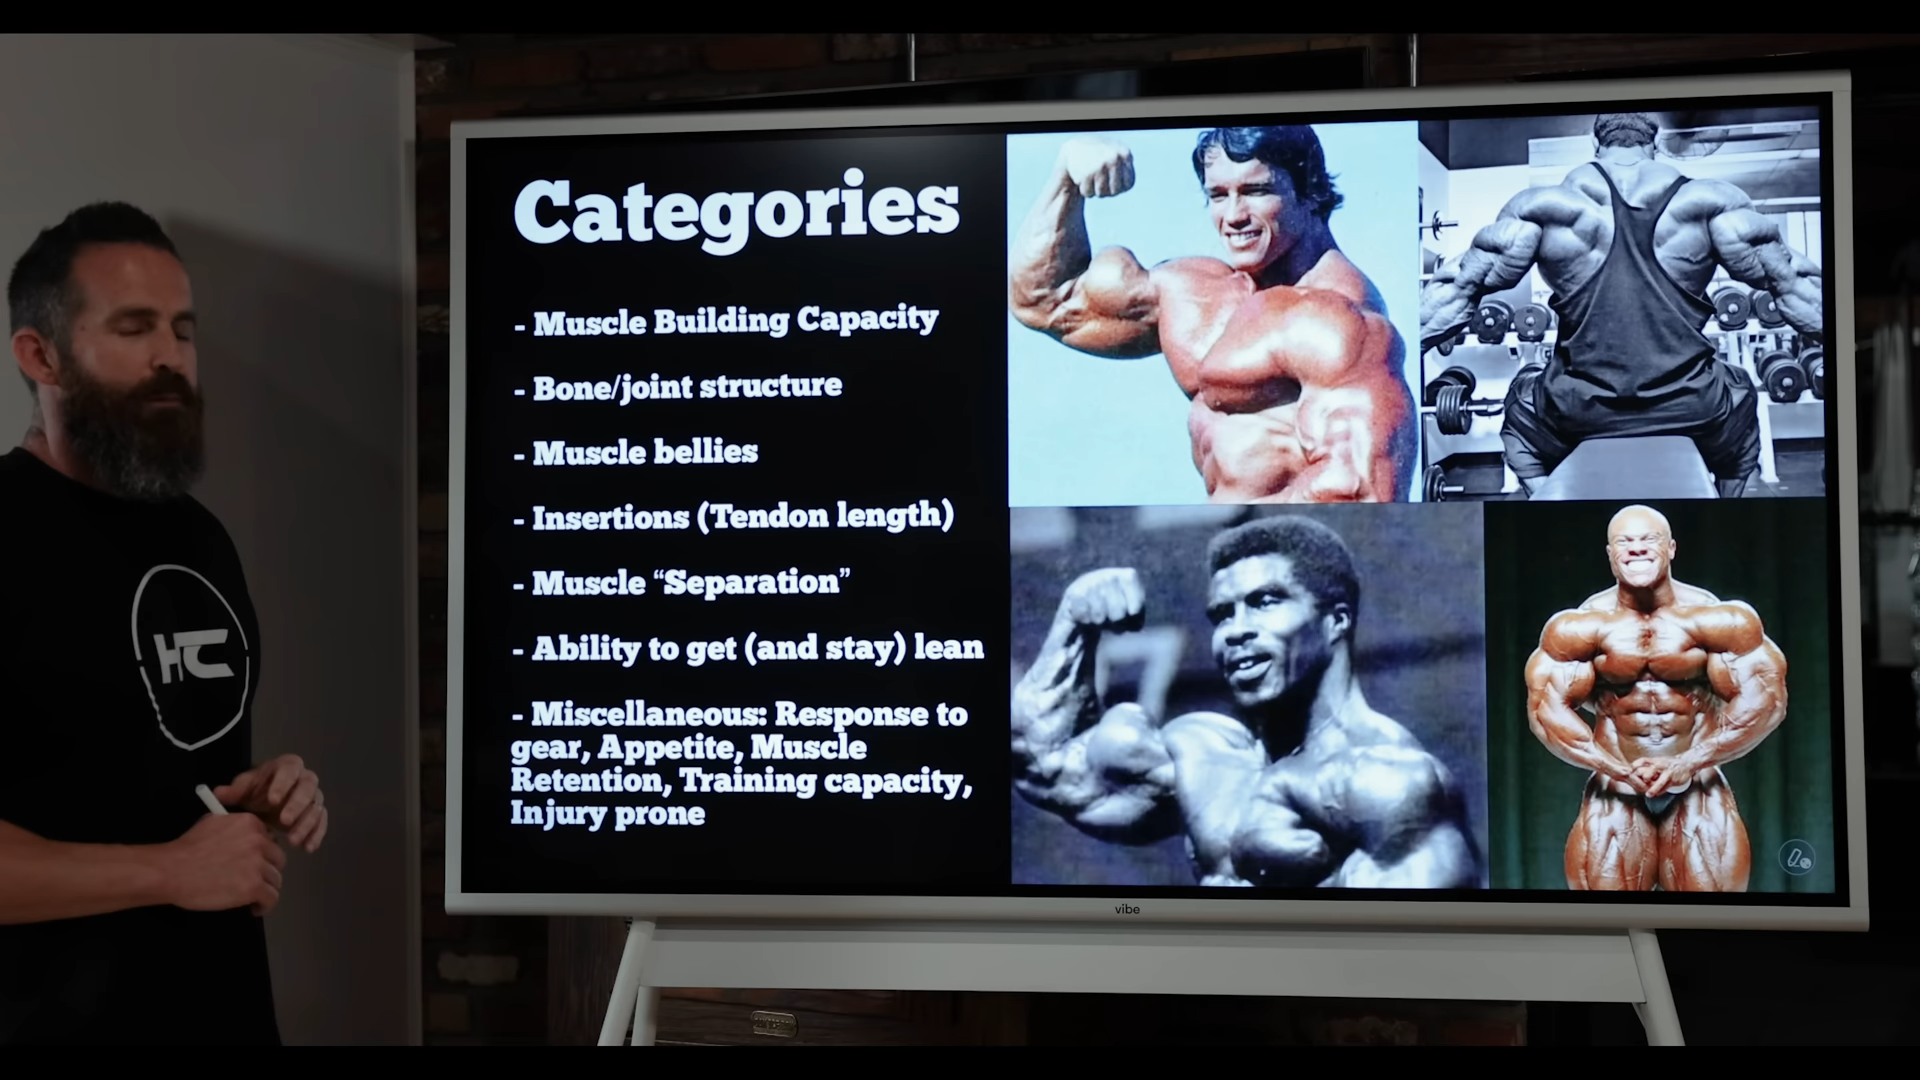 Categories
- Muscle Building Capacity
- Bone/joint structure
- Muscle bellies
- Insertions (Tendon length)
- Muscle “Separation”
- Ability to get (and stay) lean
- Miscellaneous: Response to
gear, Appetite, Muscle
Retention, Training capacity,
Injury prone
HC
vibe